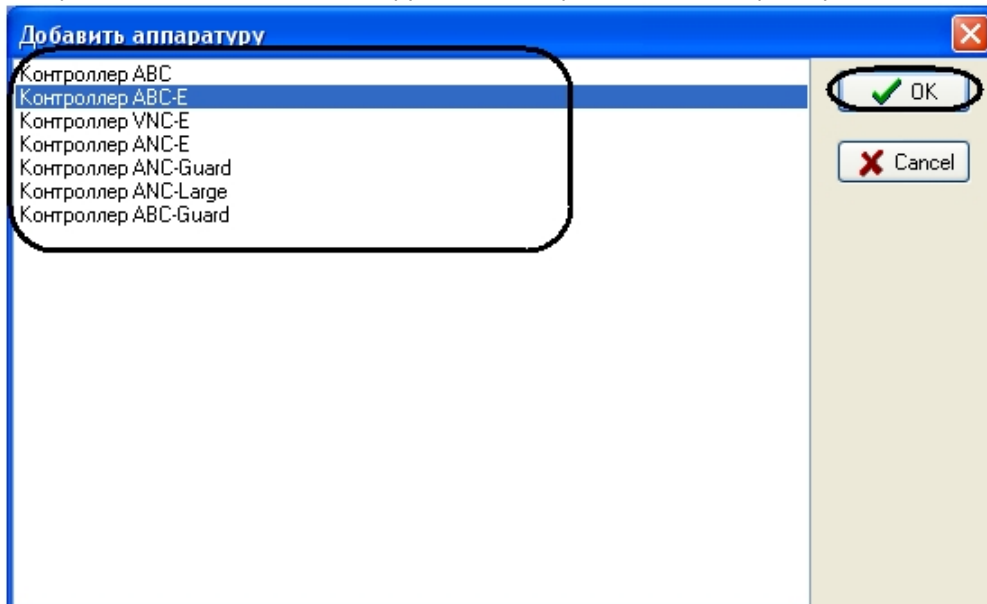 Добавить аппаратуру
Контроллер ABC
Контроллер ABC-E
Контроллер VNC-E
Контроллер ANC-E
Контроллер ANC-Guard
Контроллер ANC-Large
Контроллер ABC-Guard
OK
Cancel